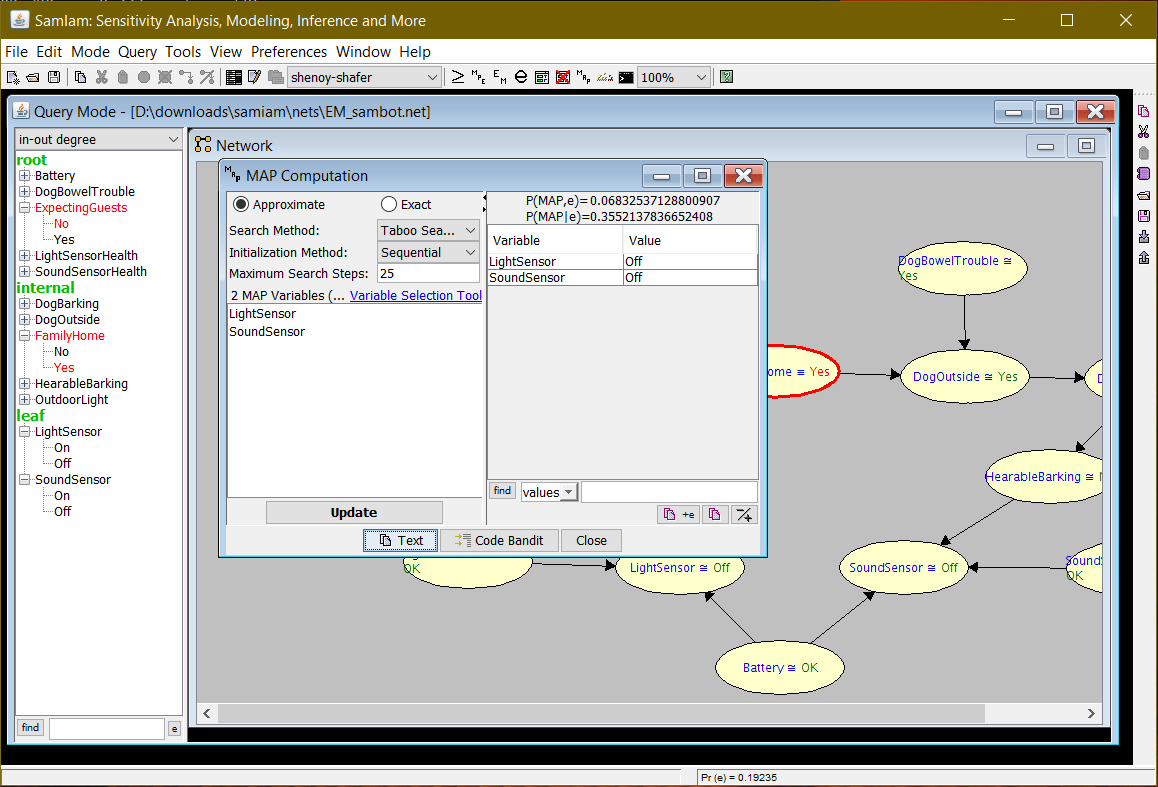 SamIam: Sensitivity Analysis, Modeling, Inference and More
File Edit Mode Query Tools View Preferences Window Help
shenoy-shafer
100%
Query Mode - [D:\downloads\samiam\nets\EM_sambot.net]
in-out degree
root
Battery
DogBowelTrouble
ExpectingGuests
No
Yes
LightSensorHealth
SoundSensorHealth
internal
DogBarking
DogOutside
FamilyHome
No
Yes
HearableBarking
OutdoorLight
leaf
LightSensor
On
Off
SoundSensor
On
Off
find
e
Network
MAP Computation
Approximate Exact
Search Method: Taboo Sea...
Initialization Method: Sequential
Maximum Search Steps: 25
2 MAP Variables (... Variable Selection Tool
LightSensor
SoundSensor
Update
P(MAP,e)= 0.06832537128800907
P(MAP|e)=0.3552137836652408
Variable Value
LightSensor Off
SoundSensor Off
find values
+e
Text Code Bandit Close
DogBowelTrouble ≅
Yes
ome ≅ Yes
DogOutside ≅ Yes
D
HearableBarking ≅
OK
LightSensor ≅ Off
SoundSensor ≅ Off
Sound
OK
Battery ≅ OK
Pr (e) = 0.19235